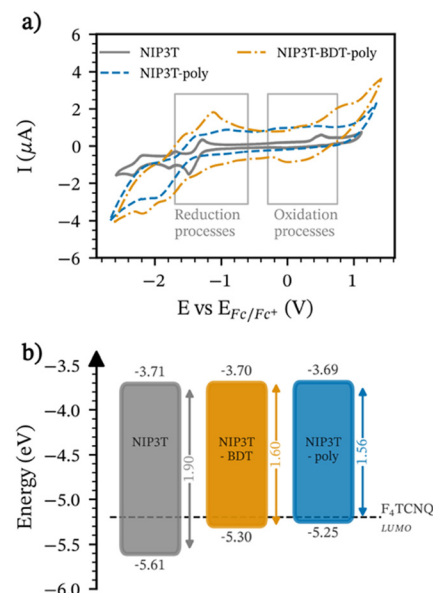 a)
6
4
2
0
−2
−4
−6
I (μA)
NIP3T
NIP3T-poly
NIP3T-BDT-poly
Reduction
processes
Oxidation
processes
−2
−1
0
1
E vs E_Fc/Fc+ (V)
b)
−3.5
−4.0
−4.5
−5.0
−5.5
−6.0
Energy (eV)
-3.71
-3.70
-3.69
NIP3T
NIP3T
- BDT
NIP3T
- poly
1.90
1.60
1.56
F₄TCNQ
LUMO
-5.61
-5.30
-5.25